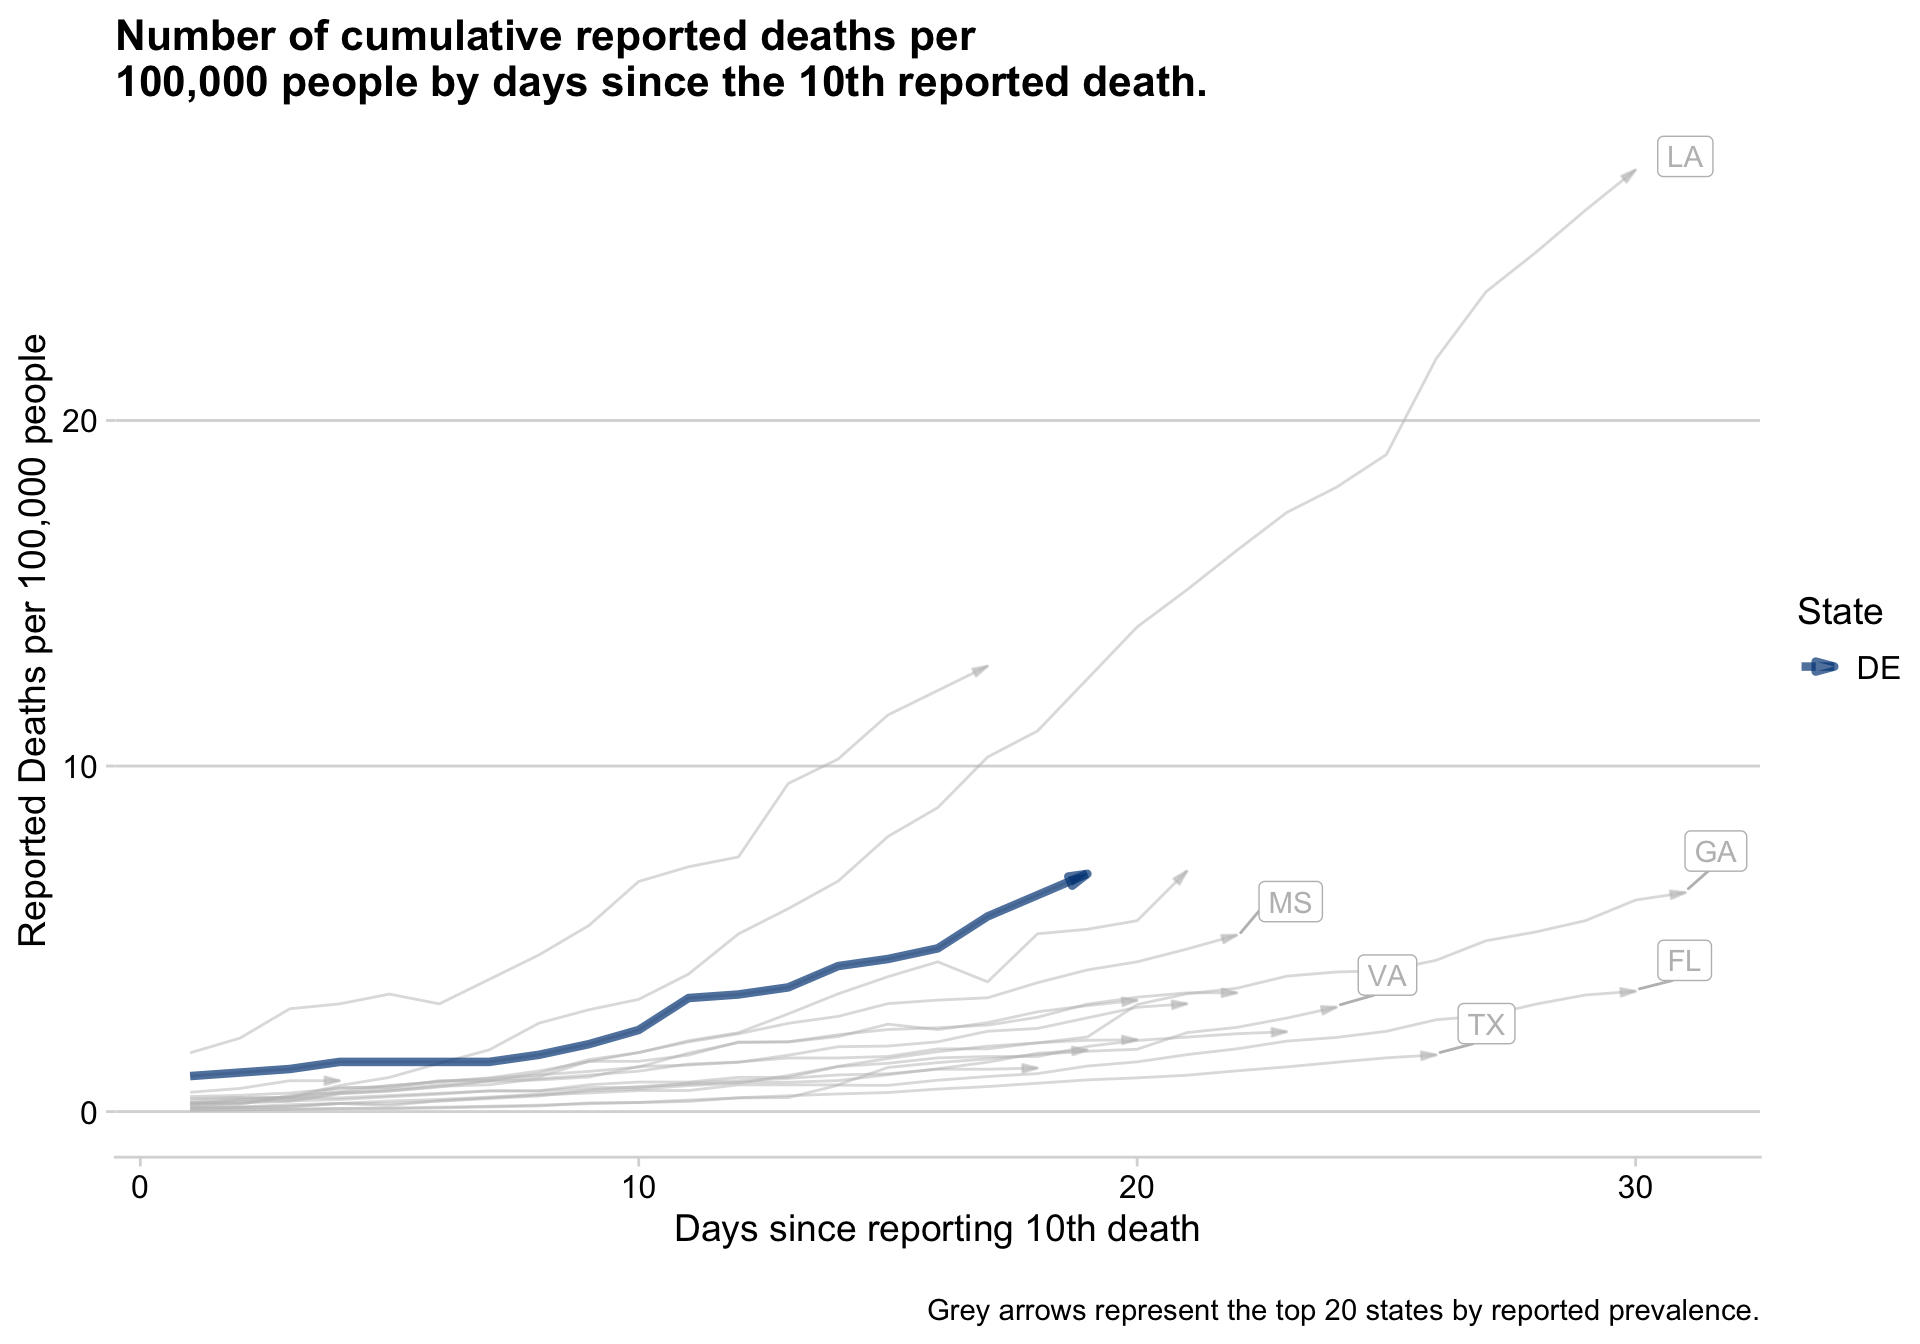 Number of cumulative reported deaths per
100,000 people by days since the 10th reported death.
LA
Reported Deaths per 100,000 people
20
10
0
State
DE
GA
MS
FL
VA
TX
0 10 20 30
Days since reporting 10th death
Grey arrows represent the top 20 states by reported prevalence.